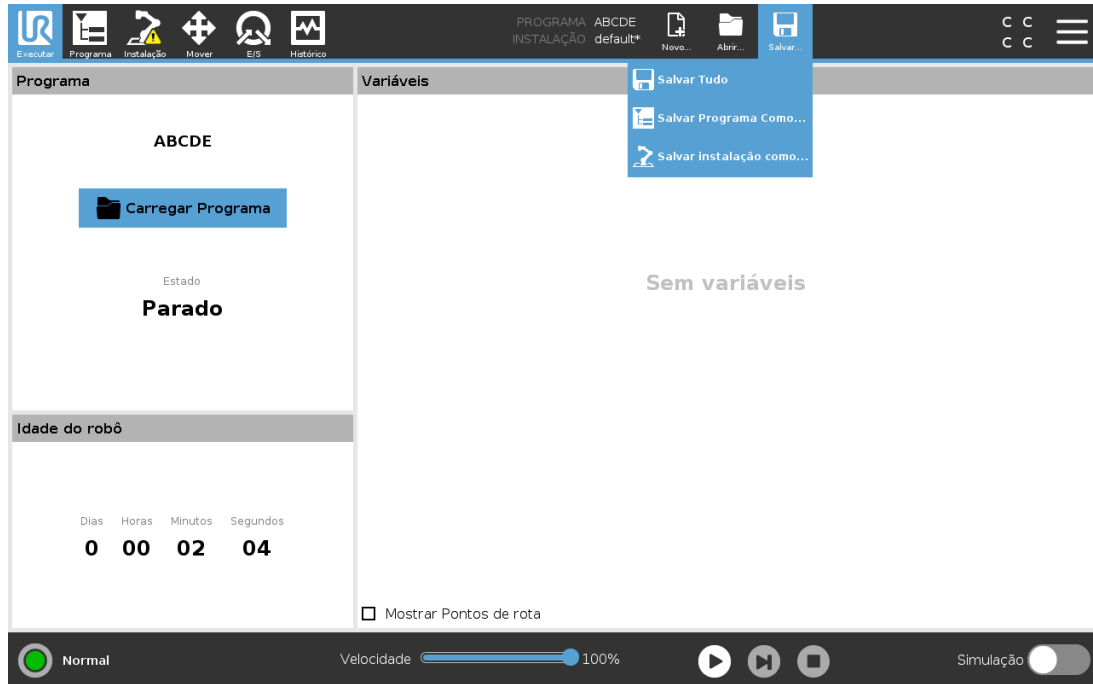 PROGRAMA ABCDE
INSTALAÇÃO default*
C C
C C
Executar Programa Instalação Mover E/S Histórico
Novo... Abrir... Salvar...
Programa
Variáveis
Salvar Tudo
Salvar Programa Como...
Salvar instalação como...
ABCDE
Carregar Programa
Estado
Parado
Sem variáveis
Idade do robô
Dias Horas Minutos Segundos
0 00 02 04
Mostrar Pontos de rota
Normal
Velocidade 100%
Simulação